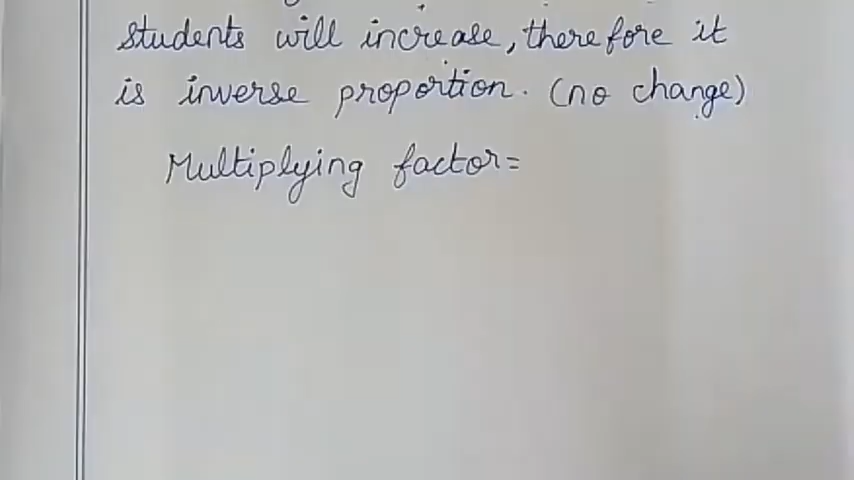 students will increase, therefore it
is inverse proportion. (no change)
Multiplying factor=